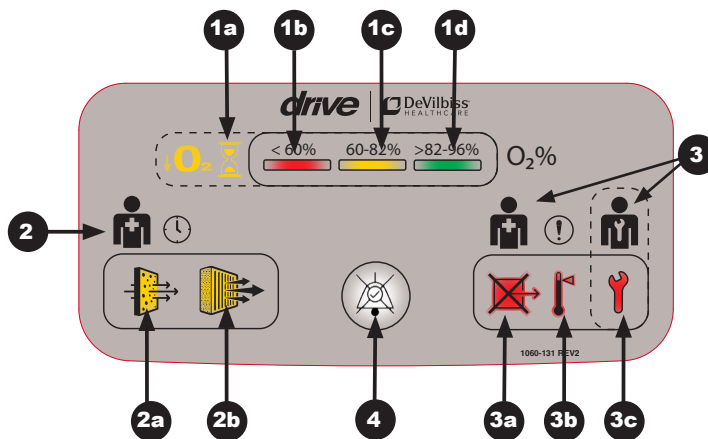 1a 1b 1c 1d
drive DeVilbiss
HEALTHCARE
< 60% 60-82% >82-96%
↓O₂ O₂%
3
2
1060-131 REV2
2a 2b 4 3a 3b 3c